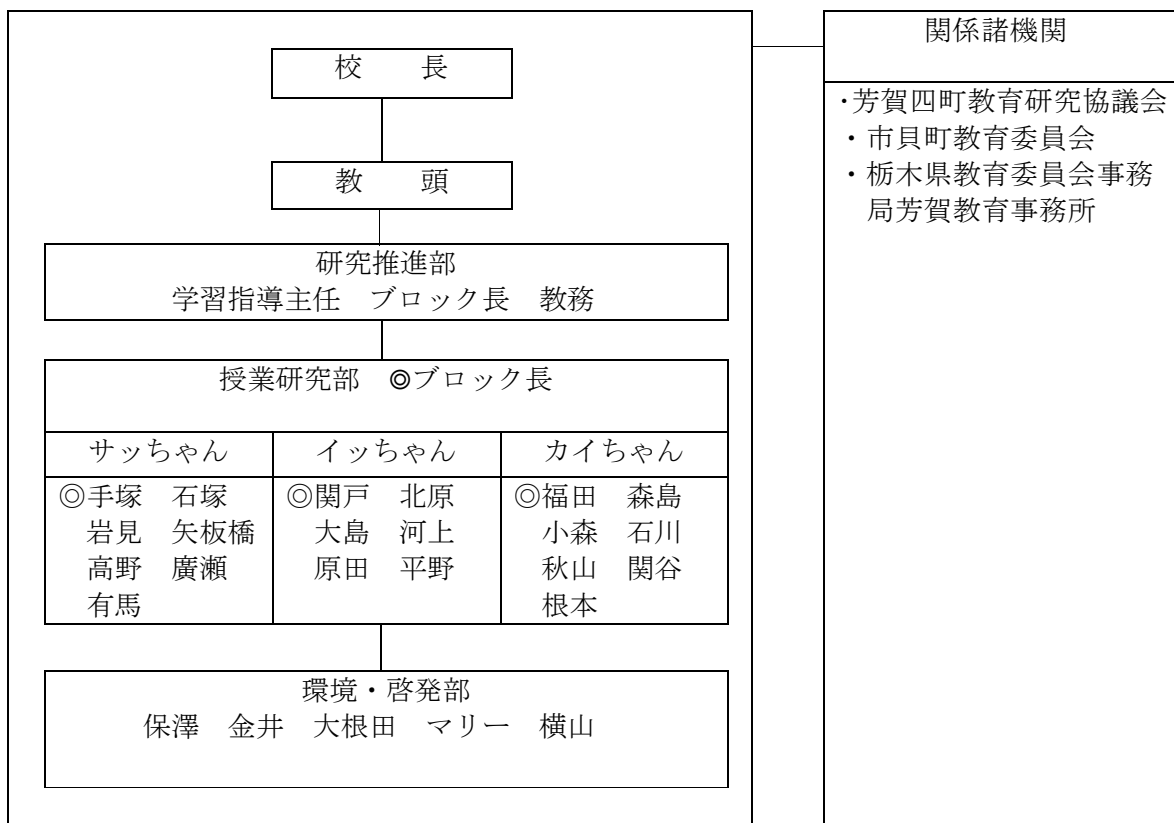 校　長
教　頭
研究推進部
学習指導主任　ブロック長　教務
授業研究部　◎ブロック長
サッちゃん　イッちゃん　カイちゃん
◎手塚　石塚　◎関戸　北原　◎福田　森島
岩見　矢板橋　大島　河上　小森　石川
高野　廣瀬　原田　平野　秋山　関谷
有馬　根本
環境・啓発部
保澤　金井　大根田　マリー　横山
関係諸機関
・芳賀四町教育研究協議会
・市貝町教育委員会
・栃木県教育委員会事務
局芳賀教育事務所